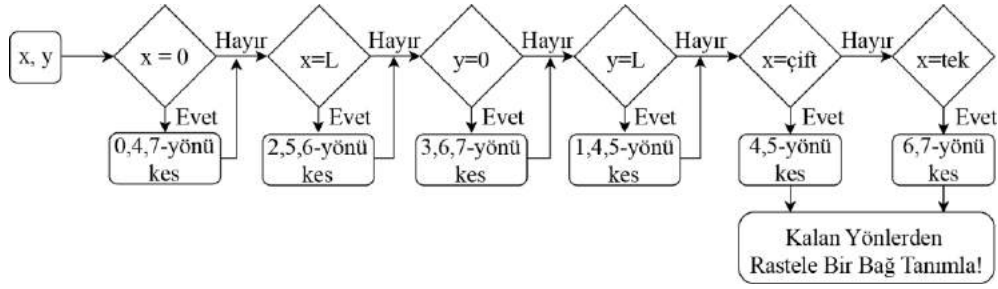 x, y
x = 0
Hayır
x=L
Hayır
y=0
Hayır
y=L
Hayır
x=çift
Hayır
x=tek
Evet
Evet
Evet
Evet
Evet
Evet
0,4,7-yönü
kes
2,5,6-yönü
kes
3,6,7-yönü
kes
1,4,5-yönü
kes
4,5-yönü
kes
6,7-yönü
kes
Kalan Yönlerden
Rastele Bir Bağ Tanımla!